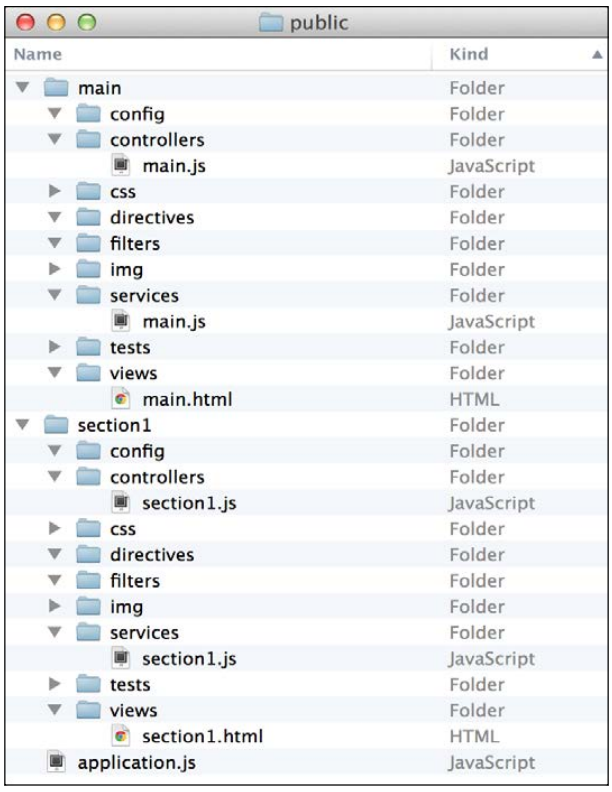 public
Name Kind
main Folder
config Folder
controllers Folder
main.js JavaScript
css Folder
directives Folder
filters Folder
img Folder
services Folder
main.js JavaScript
tests Folder
views Folder
main.html HTML
section1 Folder
config Folder
controllers Folder
section1.js JavaScript
css Folder
directives Folder
filters Folder
img Folder
services Folder
section1.js JavaScript
tests Folder
views Folder
section1.html HTML
application.js JavaScript